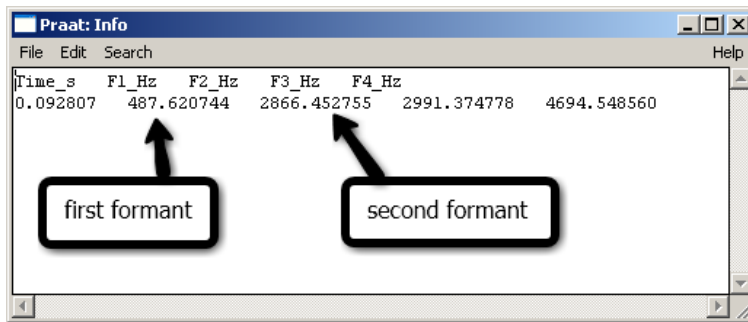 Praat: Info
File Edit Search Help
Time_s F1_Hz F2_Hz F3_Hz F4_Hz
0.092807 487.620744 2866.452755 2991.374778 4694.548560
first formant second formant